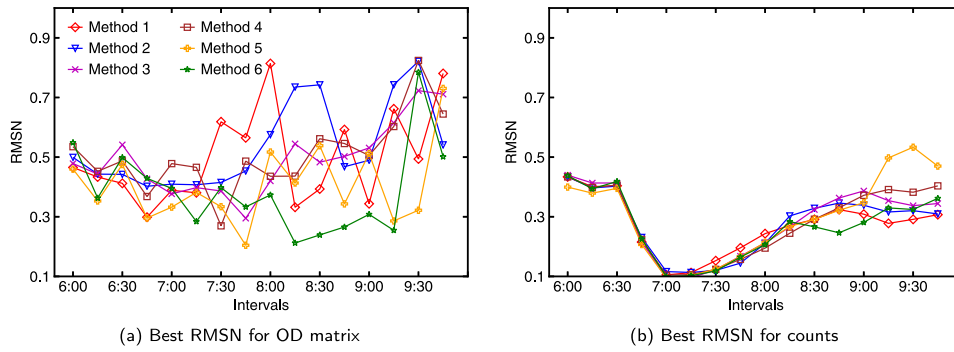 0.9
0.7
0.5
0.3
0.1
RMSN
Method 1
Method 2
Method 3
Method 4
Method 5
Method 6
6:00 6:30 7:00 7:30 8:00 8:30 9:00 9:30
Intervals
(a) Best RMSN for OD matrix
0.9
0.7
0.5
0.3
0.1
RMSN
6:00 6:30 7:00 7:30 8:00 8:30 9:00 9:30
Intervals
(b) Best RMSN for counts